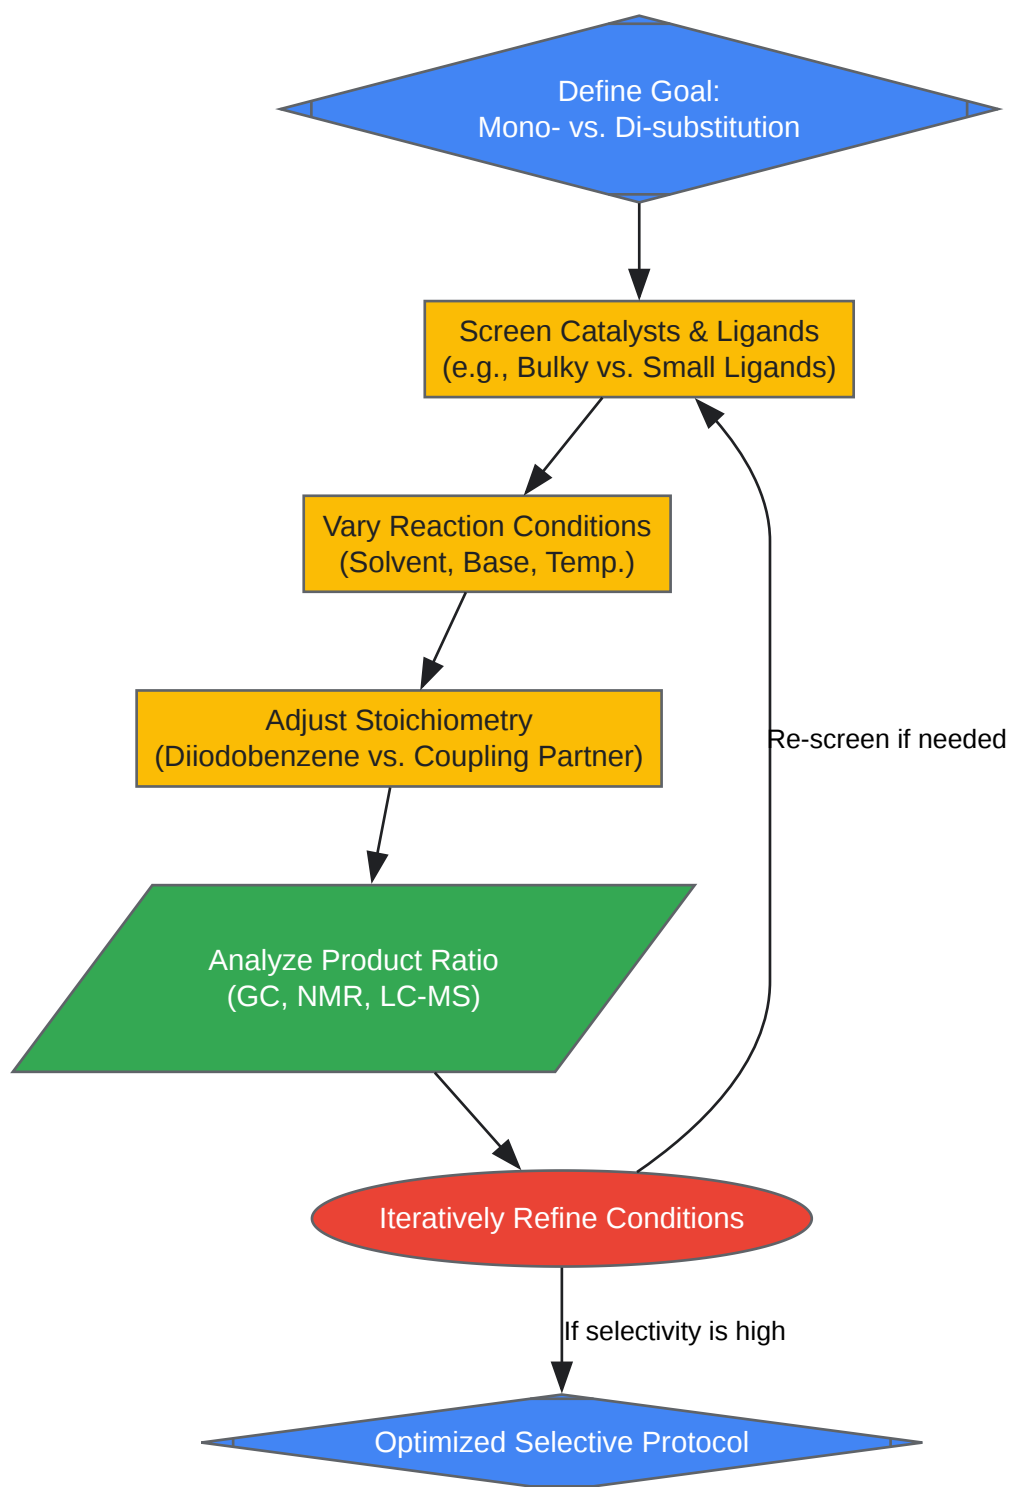 Define Goal:
Mono- vs. Di-substitution
Screen Catalysts & Ligands
(e.g., Bulky vs. Small Ligands)
Vary Reaction Conditions
(Solvent, Base, Temp.)
Adjust Stoichiometry
(Diiodobenzene vs. Coupling Partner)
Re-screen if needed
Analyze Product Ratio
(GC, NMR, LC-MS)
Iteratively Refine Conditions
If selectivity is high
Optimized Selective Protocol